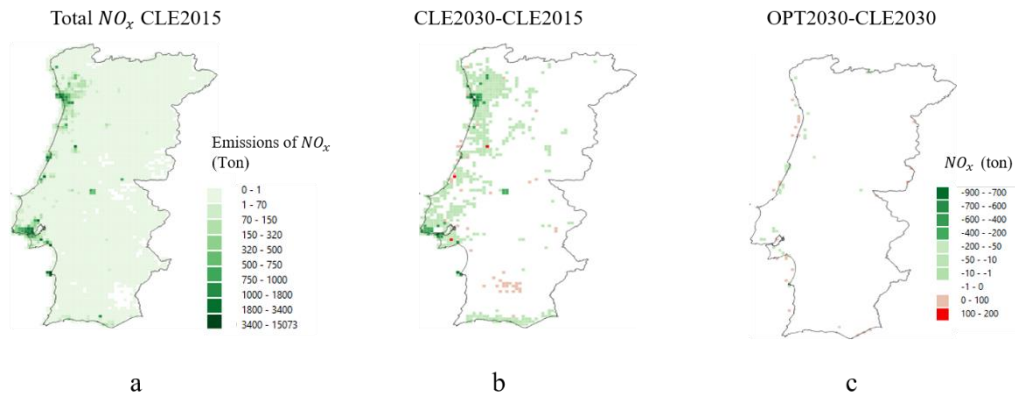 Total NOₓ CLE2015
CLE2030-CLE2015
OPT2030-CLE2030
Emissions of NOₓ
(Ton)
0 - 1
1 - 70
70 - 150
150 - 320
320 - 500
500 - 750
750 - 1000
1000 - 1800
1800 - 3400
3400 - 15073
NOₓ (ton)
-900 - -700
-700 - -600
-600 - -400
-400 - -200
-200 - -50
-50 - -10
-10 - -1
-1 - 0
0 - 100
100 - 200
a
b
c